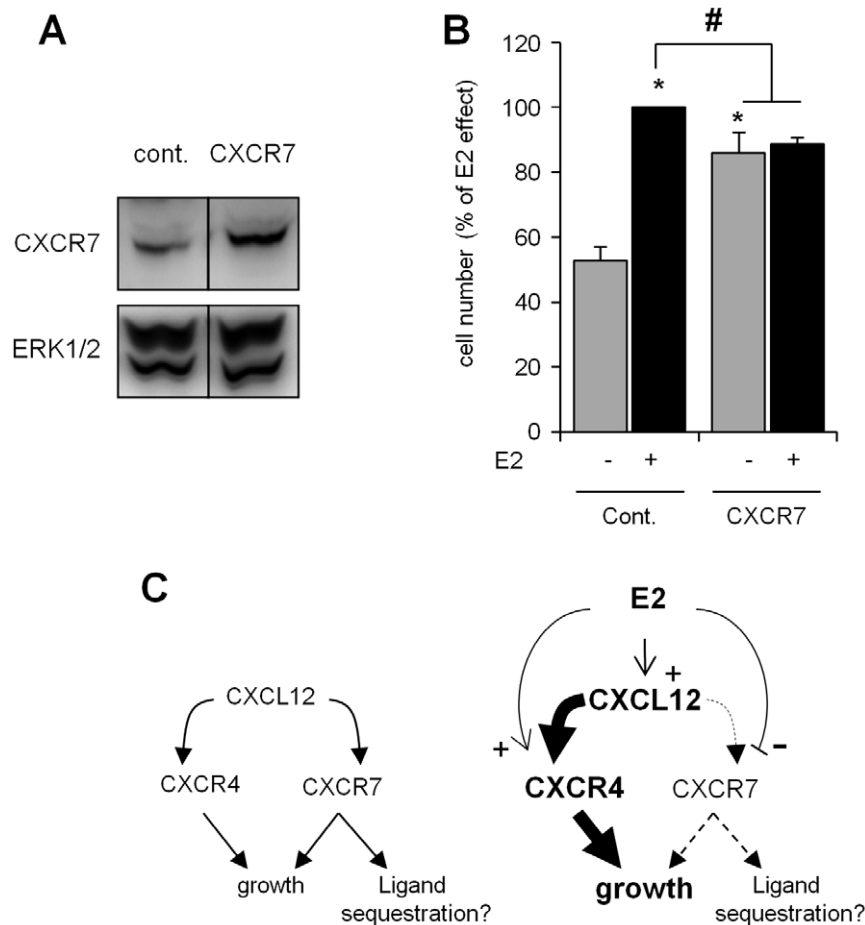 A
cont. CXCR7
CXCR7
ERK1/2
B
cell number (% of E2 effect)
120
100
80
60
40
20
0
#
*
*
E2 - + - +
Cont. CXCR7
C
CXCL12
CXCR4 CXCR7
growth Ligand
sequestration?
E2
+
CXCL12
+ -
CXCR4 CXCR7
growth Ligand
sequestration?